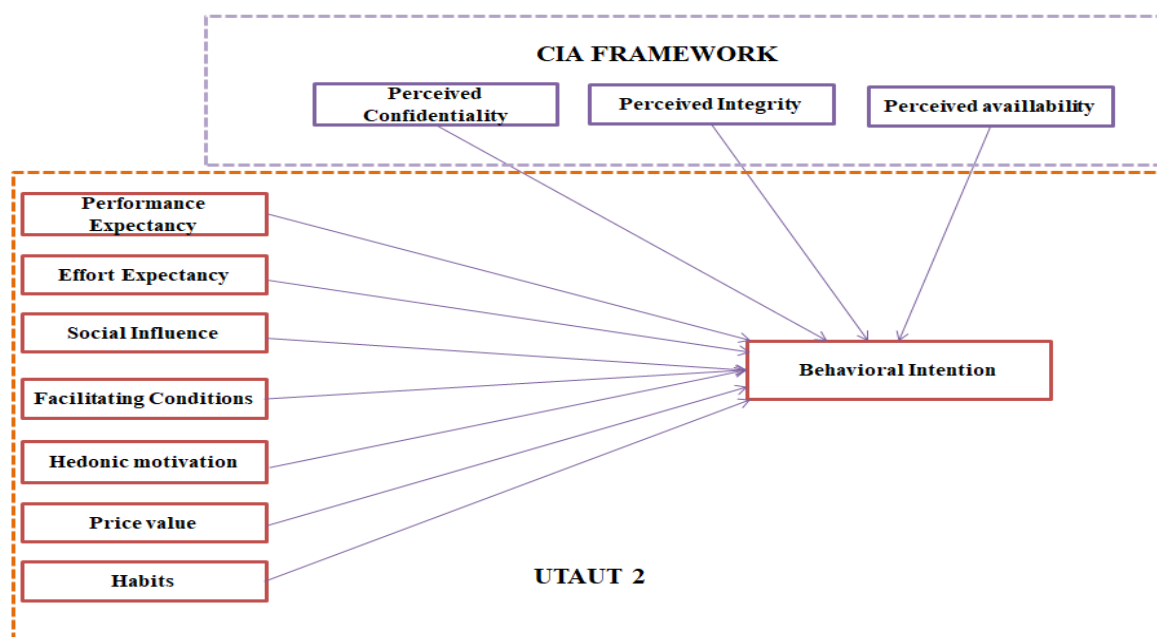 CIA FRAMEWORK
Perceived
Confidentiality
Perceived Integrity
Perceived availlability
Performance
Expectancy
Effort Expectancy
Social Influence
Facilitating Conditions
Hedonic motivation
Price value
Habits
Behavioral Intention
UTAUT 2